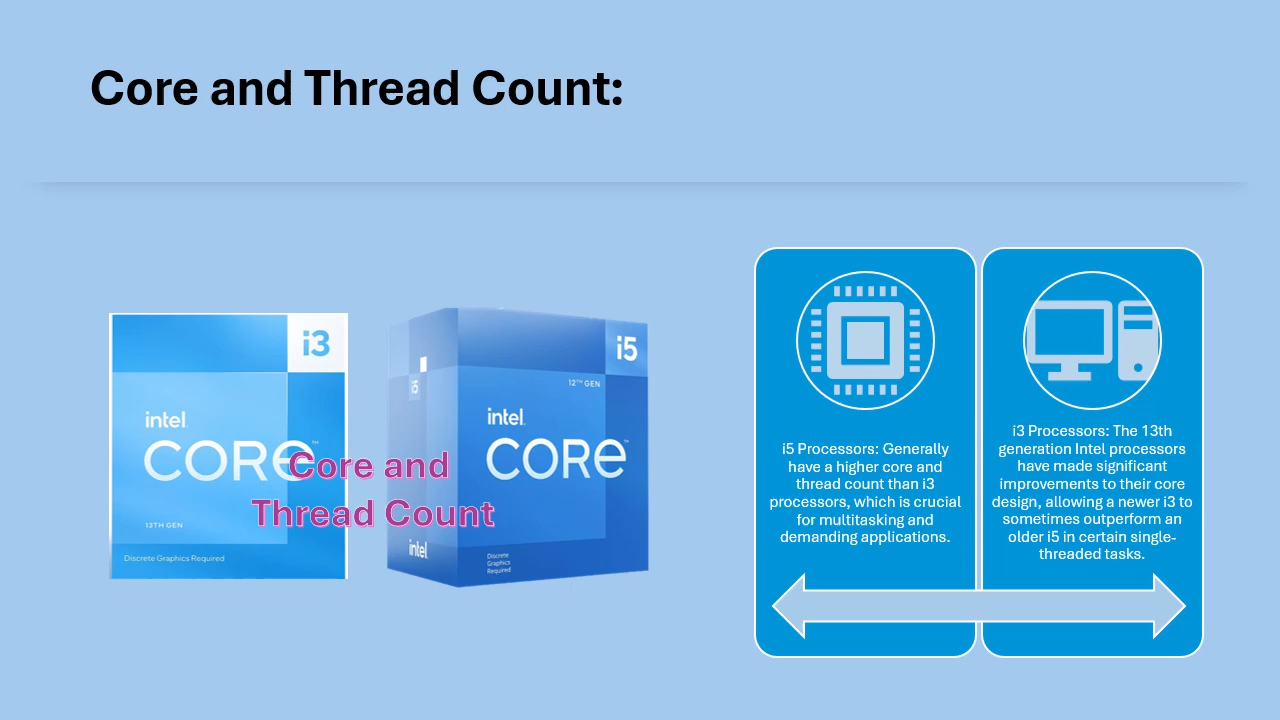 Core and Thread Count:
i3
intel.
CORE™
13TH GEN
Discrete Graphics Required
i5
i5
12TH GEN
intel.
CORE™
intel
Discrete
Graphics
Required
Core and
Thread Count
i5 Processors: Generally
have a higher core and
thread count than i3
processors, which is crucial
for multitasking and
demanding applications.
i3 Processors: The 13th
generation Intel processors
have made significant
improvements to their core
design, allowing a newer i3 to
sometimes outperform an
older i5 in certain single-
threaded tasks.